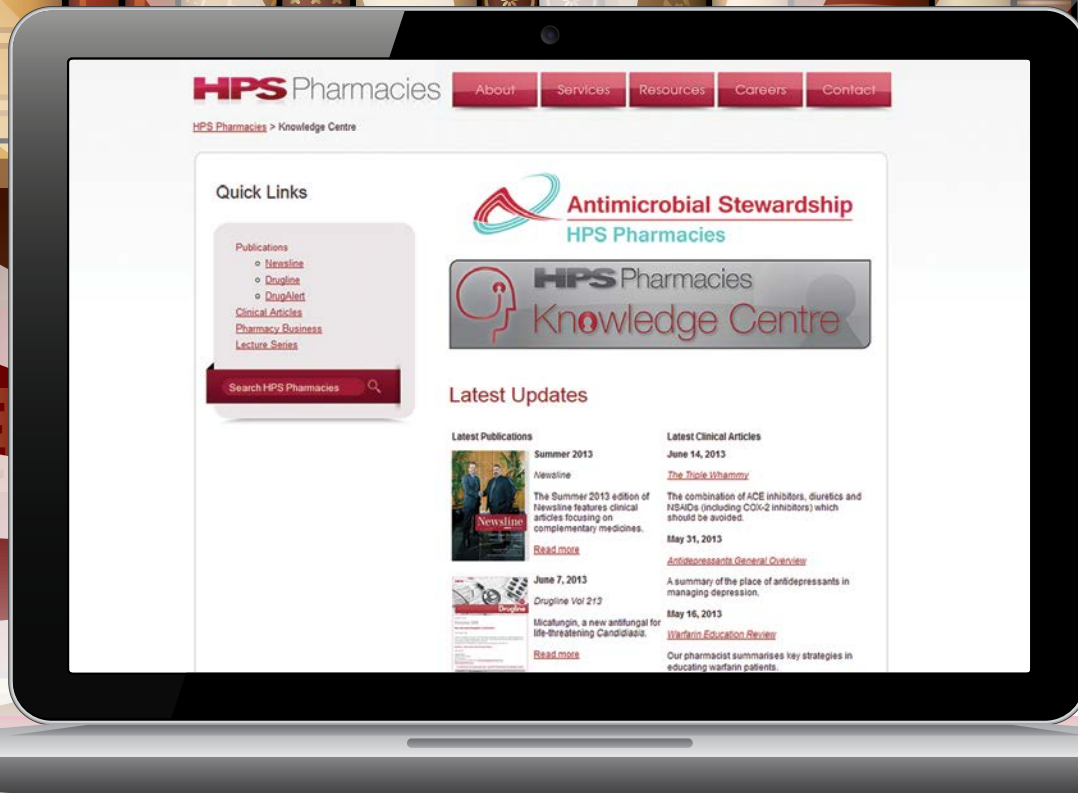 HPS Pharmacies
About
Services
Resources
Careers
Contact
HPS Pharmacies > Knowledge Centre
Quick Links
Publications
Newsline
Drugline
DrugAlert
Clinical Articles
Pharmacy Business
Lecture Series
Search HPS Pharmacies
Antimicrobial Stewardship
HPS Pharmacies
HPS Pharmacies
Knowledge Centre
Latest Updates
Latest Publications
Summer 2013
Newsline
The Summer 2013 edition of
Newsline features clinical
articles focusing on
complementary medicines.
Read more
Newsline
June 7, 2013
Drugline Vol 213
Micafungin, a new antifungal for
life-threatening Candidiasis.
Read more
Drugline
Latest Clinical Articles
June 14, 2013
The Triple Whammy
The combination of ACE inhibitors, diuretics and
NSAIDs (including COX-2 inhibitors) which
should be avoided.
May 31, 2013
Antidepressants General Overview
A summary of the place of antidepressants in
managing depression.
May 16, 2013
Warfarin Education Review
Our pharmacist summarises key strategies in
educating warfarin patients.